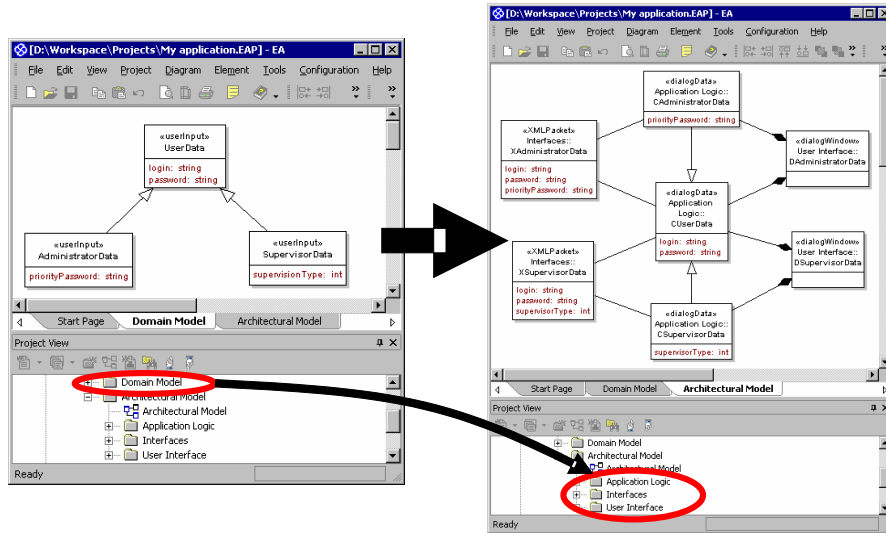 [D:\Workspace\Projects\My application.EAP] - EA
File Edit View Project Diagram Element Tools Configuration Help
«userInput»
UserData
login: string
password: string
«userInput»
AdministratorData
priorityPassword: string
«userInput»
SupervisorData
supervisionType: int
Start Page Domain Model Architectural Model
Project View
Domain Model
Architectural Model
Architectural Model
Application Logic
Interfaces
User Interface
Ready
[D:\Workspace\Projects\My application.EAP] - EA
File Edit View Project Diagram Element Tools Configuration Help
«dialogData»
Application Logic::
CAdministratorData
priorityPassword: string
«XMLPacket»
Interfaces::
XAdministratorData
login: string
password: string
priorityPassword: string
«dialogWindow»
User Interface::
DAdministratorData
«dialogData»
Application
Logic::
CUserData
login: string
password: string
«XMLPacket»
Interfaces::
XSupervisorData
login: string
password: string
supervisorType: int
«dialogWindow»
User Interface::
DSupervisorData
«dialogData»
Application Logic::
CSupervisorData
supervisorType: int
Start Page Domain Model Architectural Model
Project View
Domain Model
Architectural Model
Architectural Model
Application Logic
Interfaces
User Interface
Ready